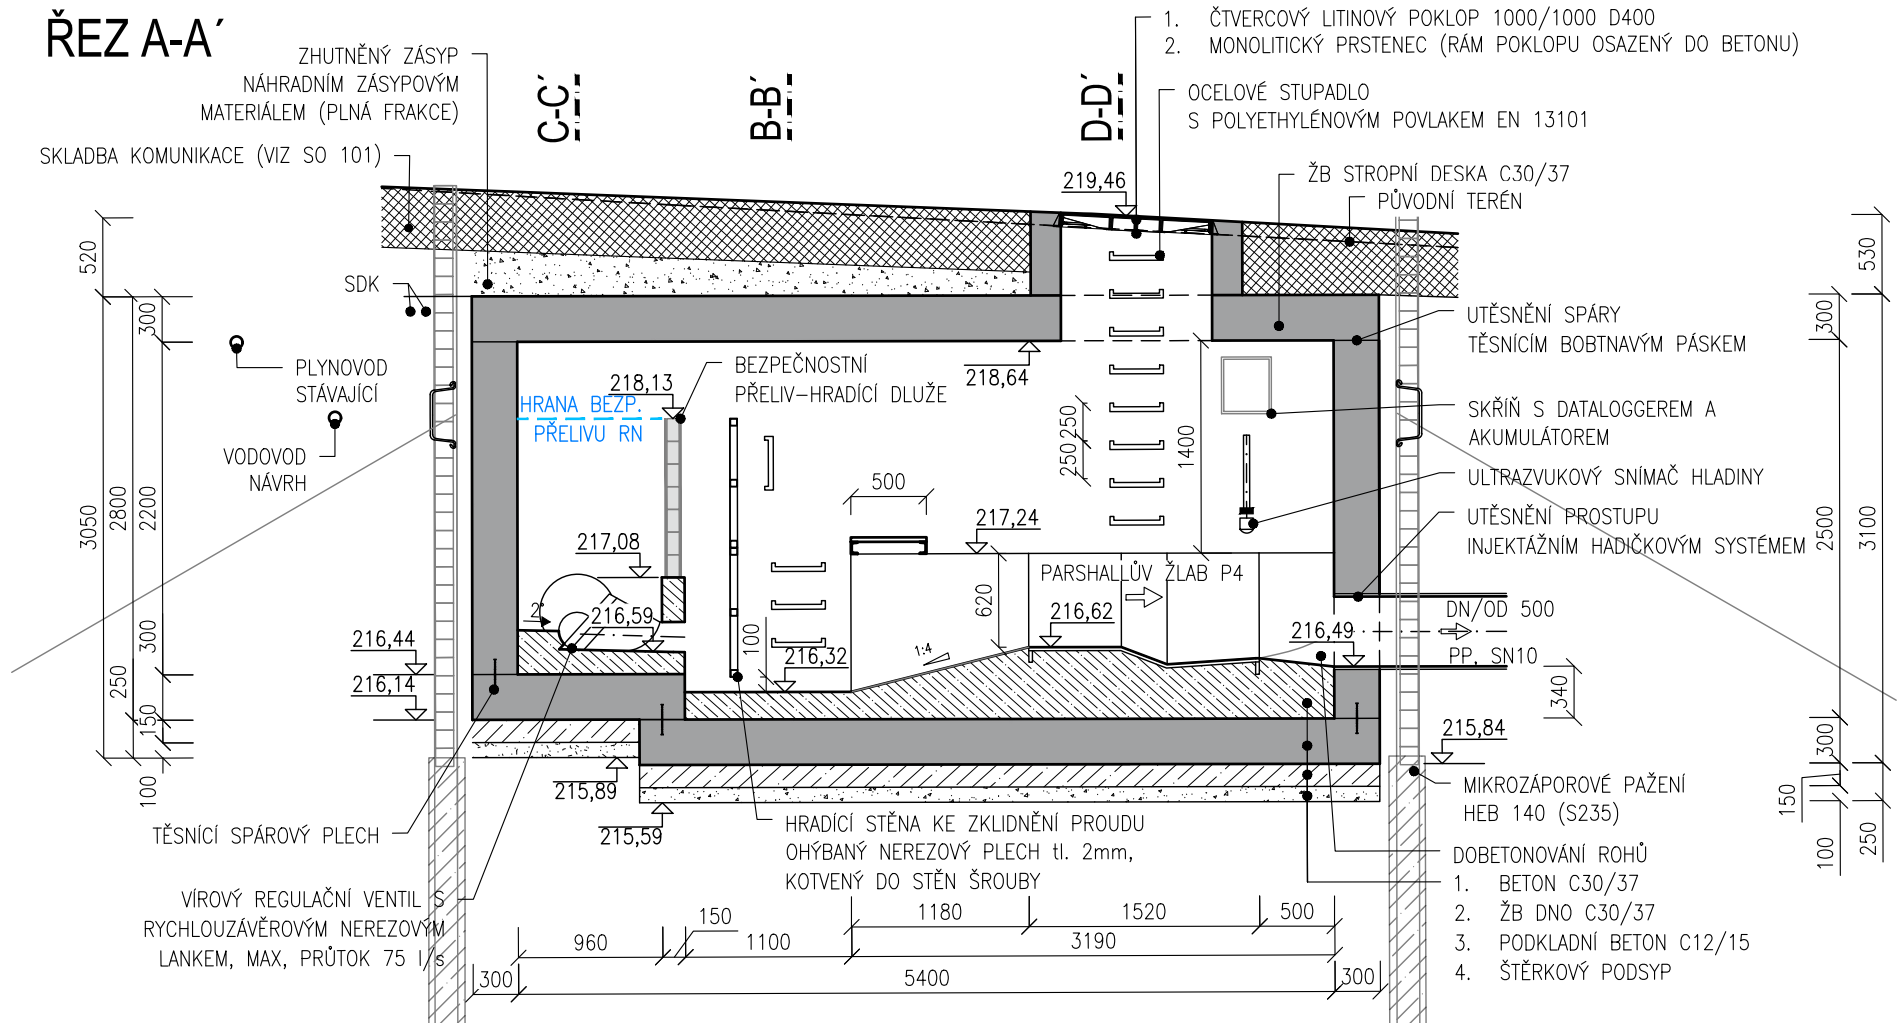 ŘEZ A-A´
ZHUTNĚNÝ ZÁSYP
NÁHRADNÍM ZÁSYPOVÝM
MATERIÁLEM (PLNÁ FRAKCE)
SKLADBA KOMUNIKACE (VIZ SO 101)
C-C´
B-B´
D-D´
1. ČTVERCOVÝ LITINOVÝ POKLOP 1000/1000 D400
2. MONOLITICKÝ PRSTENEC (RÁM POKLOPU OSAZENÝ DO BETONU)
OCELOVÉ STUPADLO
S POLYETHYLÉNOVÝM POVLAKEM EN 13101
ŽB STROPNÍ DESKA C30/37
PŮVODNÍ TERÉN
219,46
520
530
SDK
300
300
PLYNOVOD
STÁVAJÍCÍ
VODOVOD
NÁVRH
3050
2800
2200
218,13
HRANA BEZP.
PŘELIVU RN
BEZPEČNOSTNÍ
PŘELIV-HRADÍCÍ DLUŽE
218,64
250
250
1400
500
217,24
217,08
2°
216,59
620
PARSHALLŮV ŽLAB P4
216,62
216,49
100
216,32
1:4
UTĚSNĚNÍ SPÁRY
TĚSNÍCÍM BOBTNAVÝM PÁSKEM
SKŘÍŇ S DATALOGGEREM A
AKUMULÁTOREM
ULTRAZVUKOVÝ SNÍMAČ HLADINY
UTĚSNĚNÍ PROSTUPU
INJEKTÁŽNÍM HADIČKOVÝM SYSTÉMEM
2500
3100
DN/OD 500
PP, SN10
340
216,44
216,14
300
250
150
100
215,84
300
150
100
250
215,89
215,59
TĚSNÍCÍ SPÁROVÝ PLECH
VÍROVÝ REGULAČNÍ VENTIL S
RYCHLOUZÁVĚROVÝM NEREZOVÝM
LANKEM, MAX, PRŮTOK 75 l/s
HRADÍCÍ STĚNA KE ZKLIDNĚNÍ PROUDU
OHÝBANÝ NEREZOVÝ PLECH tl. 2mm,
KOTVENÝ DO STĚN ŠROUBY
MIKROZÁPOROVÉ PAŽENÍ
HEB 140 (S235)
DOBETONOVÁNÍ ROHŮ
1. BETON C30/37
2. ŽB DNO C30/37
3. PODKLADNÍ BETON C12/15
4. ŠTĚRKOVÝ PODSYP
150
1180
1520
500
960
1100
3190
300
5400
300